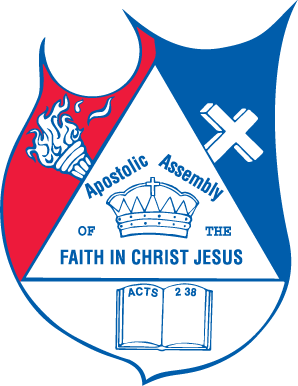 Apostolic Assembly
OF THE
FAITH IN CHRIST JESUS
ACTS 2 38